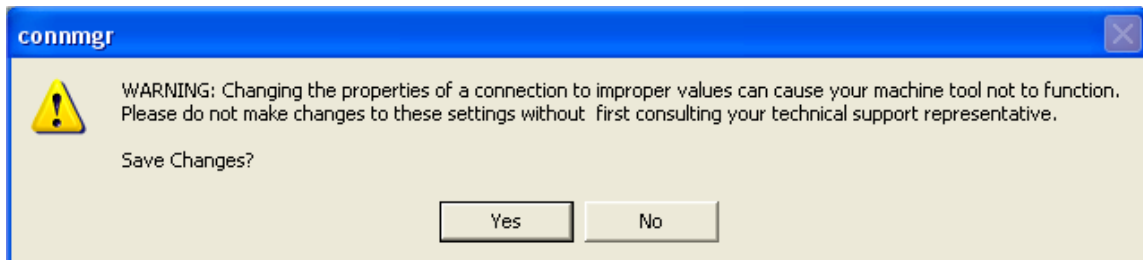 connmgr
WARNING: Changing the properties of a connection to improper values can cause your machine tool not to function.
Please do not make changes to these settings without  first consulting your technical support representative.
Save Changes?
Yes
No